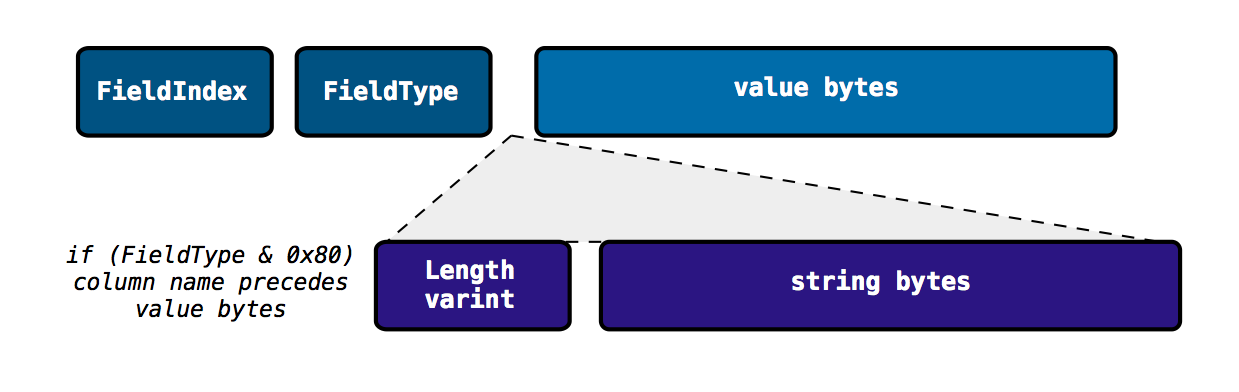 FieldIndex
FieldType
value bytes
if (FieldType & 0x80)
column name precedes
value bytes
Length
varint
string bytes